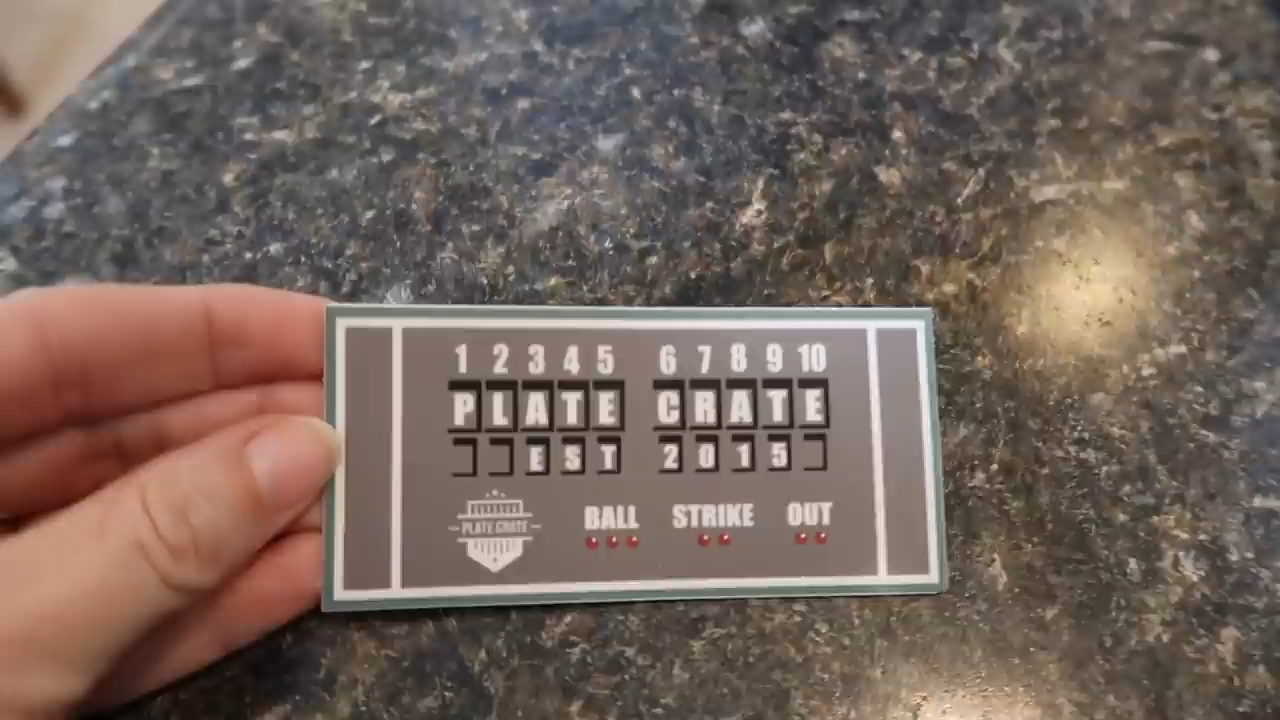 1 2 3 4 5 6 7 8 9 10
PLATE CRATE
EST 2015
PLATE CRATE
BALL STRIKE OUT